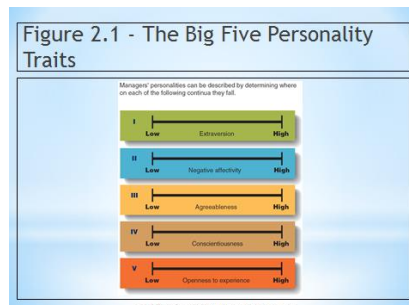 Figure 2.1 - The Big Five Personality
Traits
Managers' personalities can be described by determining where
on each of the following continua they fall.
I
Low Extraversion High
II
Low Negative affectivity High
III
Low Agreeableness High
IV
Low Conscientiousness High
V
Low Openness to experience High